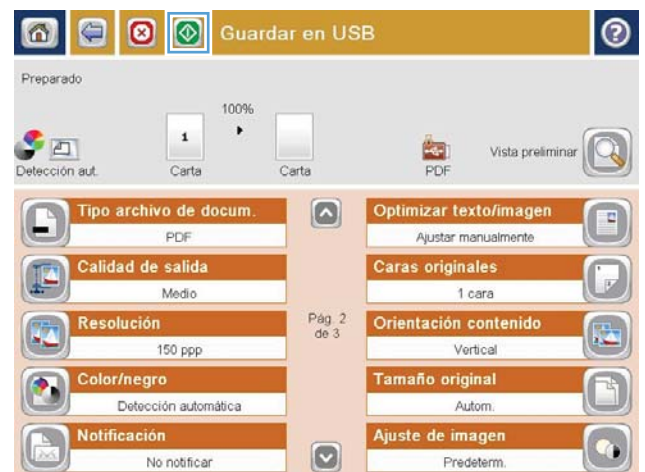 Guardar en USB
?
Preparado
100%
1
Detección aut.
Carta
Carta
PDF
Vista preliminar
Tipo archivo de docum.
PDF
Calidad de salida
Medio
Resolución
150 ppp
Color/negro
Detección automática
Notificación
No notificar
Pág. 2
de 3
Optimizar texto/imagen
Ajustar manualmente
Caras originales
1 cara
Orientación contenido
Vertical
Tamaño original
Autom.
Ajuste de imagen
Predeterm.